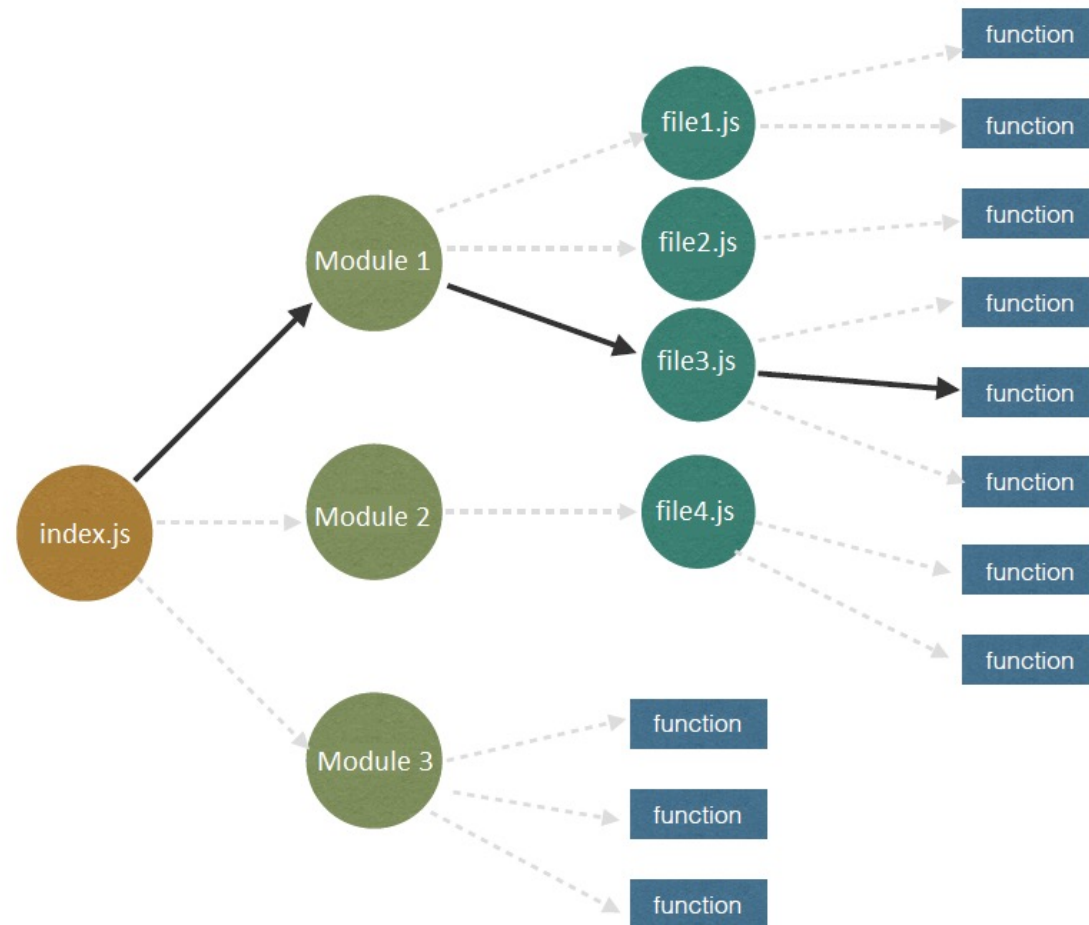 function
file1.js
function
function
file2.js
Module 1
function
file3.js
function
function
file4.js
Module 2
index.js
function
function
function
Module 3
function
function